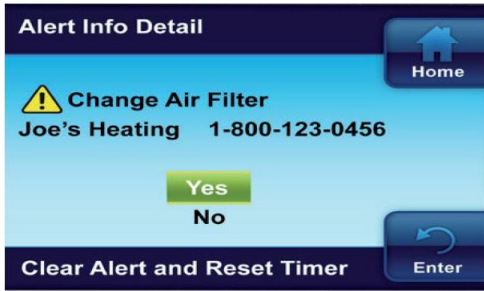 Alert Info Detail
Home
Change Air Filter
Joe's Heating 1-800-123-0456
Yes
No
Clear Alert and Reset Timer
Enter